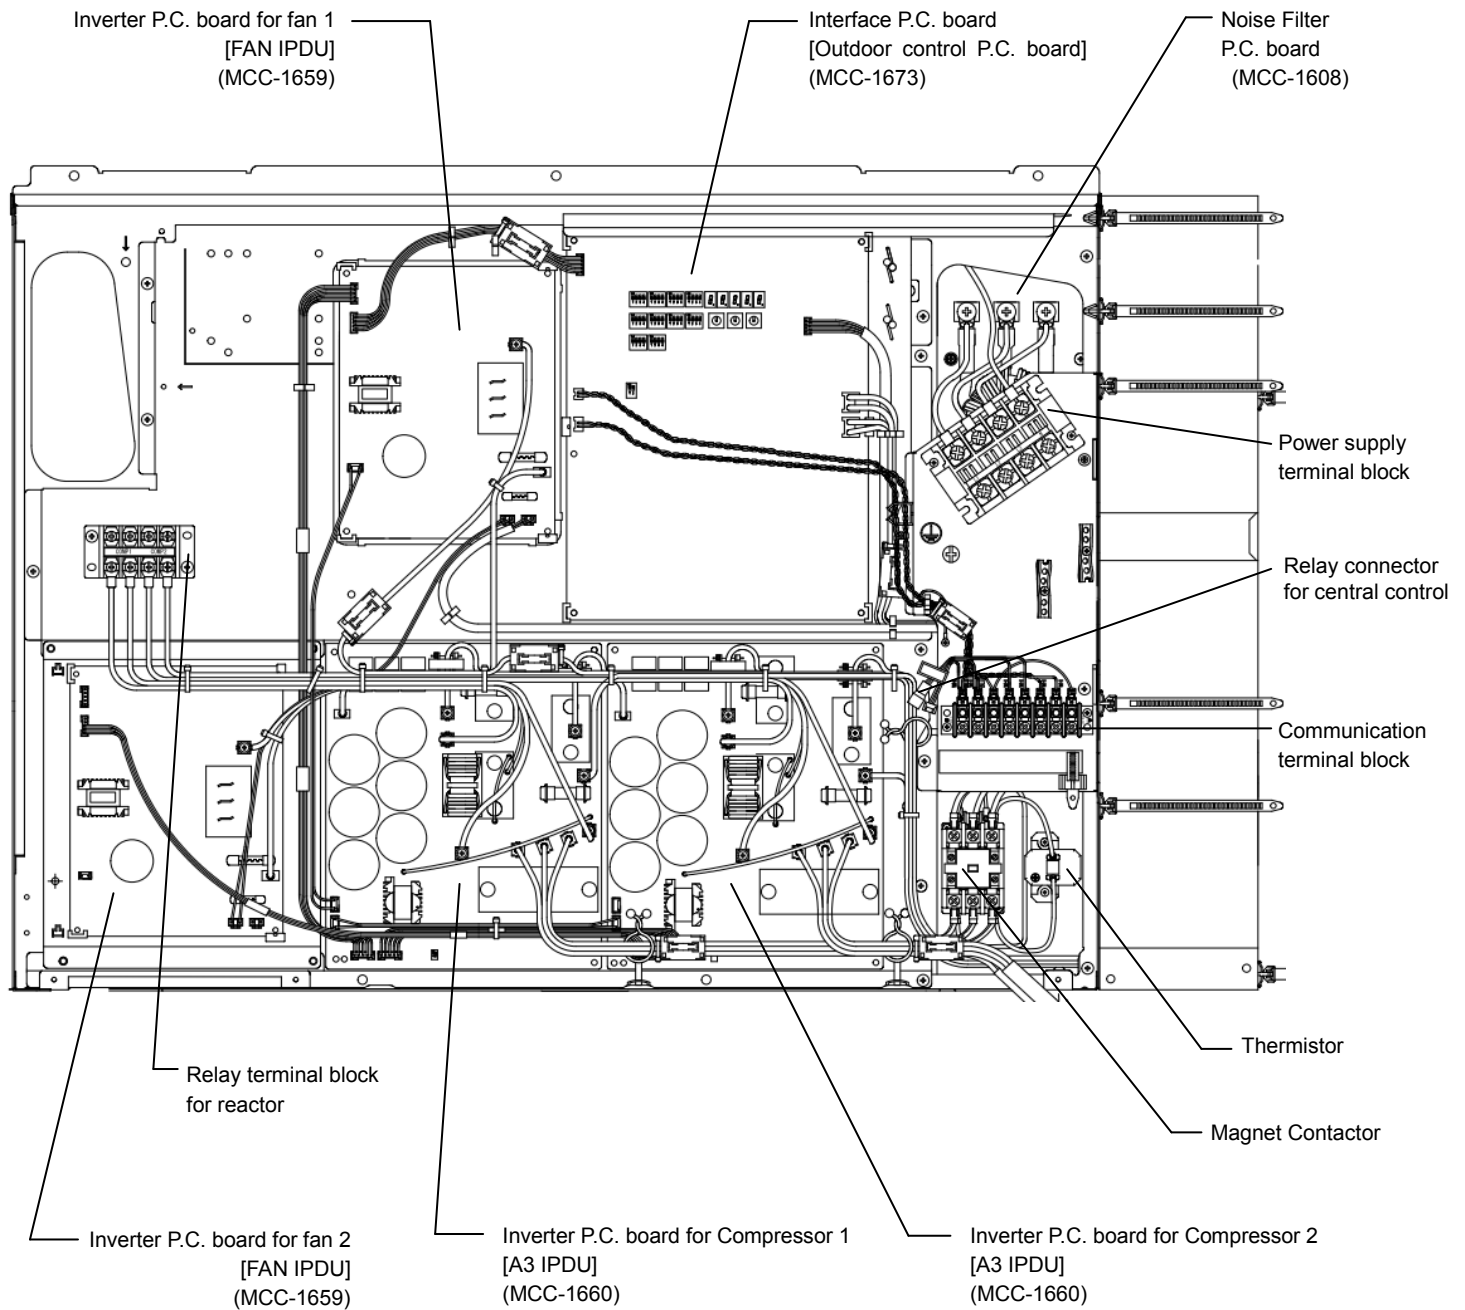 Inverter P.C. board for fan 1
[FAN IPDU]
(MCC-1659)
Interface P.C. board
[Outdoor control P.C. board]
(MCC-1673)
Noise Filter
P.C. board
(MCC-1608)
Power supply
terminal block
Relay connector
for central control
COMP1 COMP2
Communication
terminal block
Thermistor
Relay terminal block
for reactor
Magnet Contactor
Inverter P.C. board for fan 2
[FAN IPDU]
(MCC-1659)
Inverter P.C. board for Compressor 1
[A3 IPDU]
(MCC-1660)
Inverter P.C. board for Compressor 2
[A3 IPDU]
(MCC-1660)